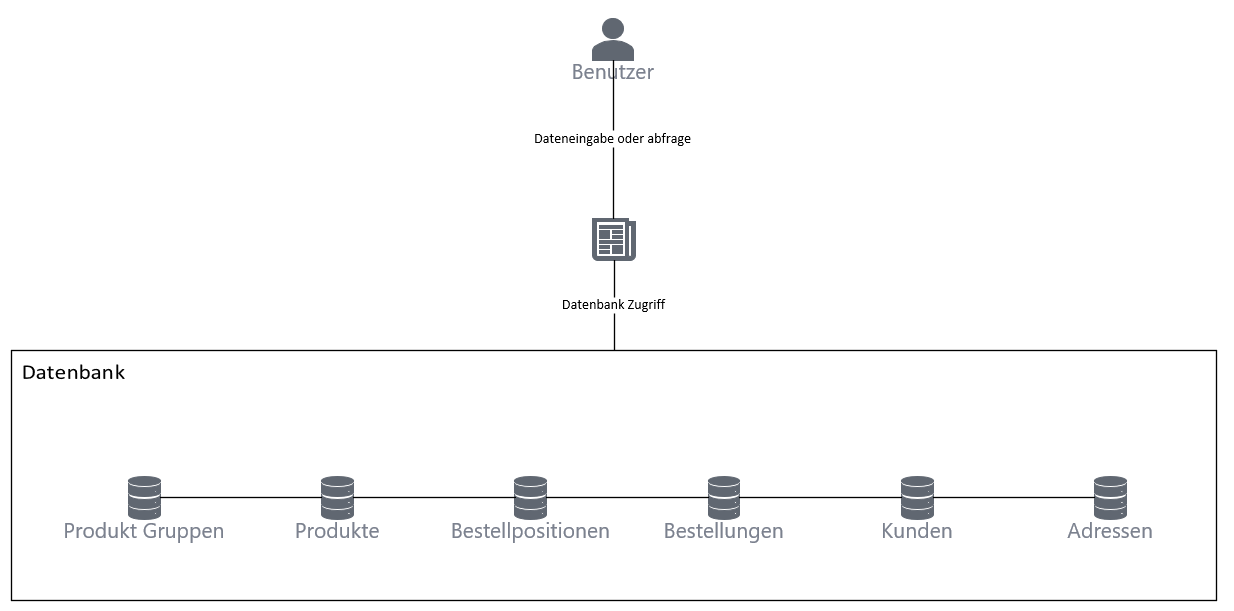 Benutzer
Dateneingabe oder abfrage
Datenbank Zugriff
Datenbank
Produkt Gruppen
Produkte
Bestellpositionen
Bestellungen
Kunden
Adressen